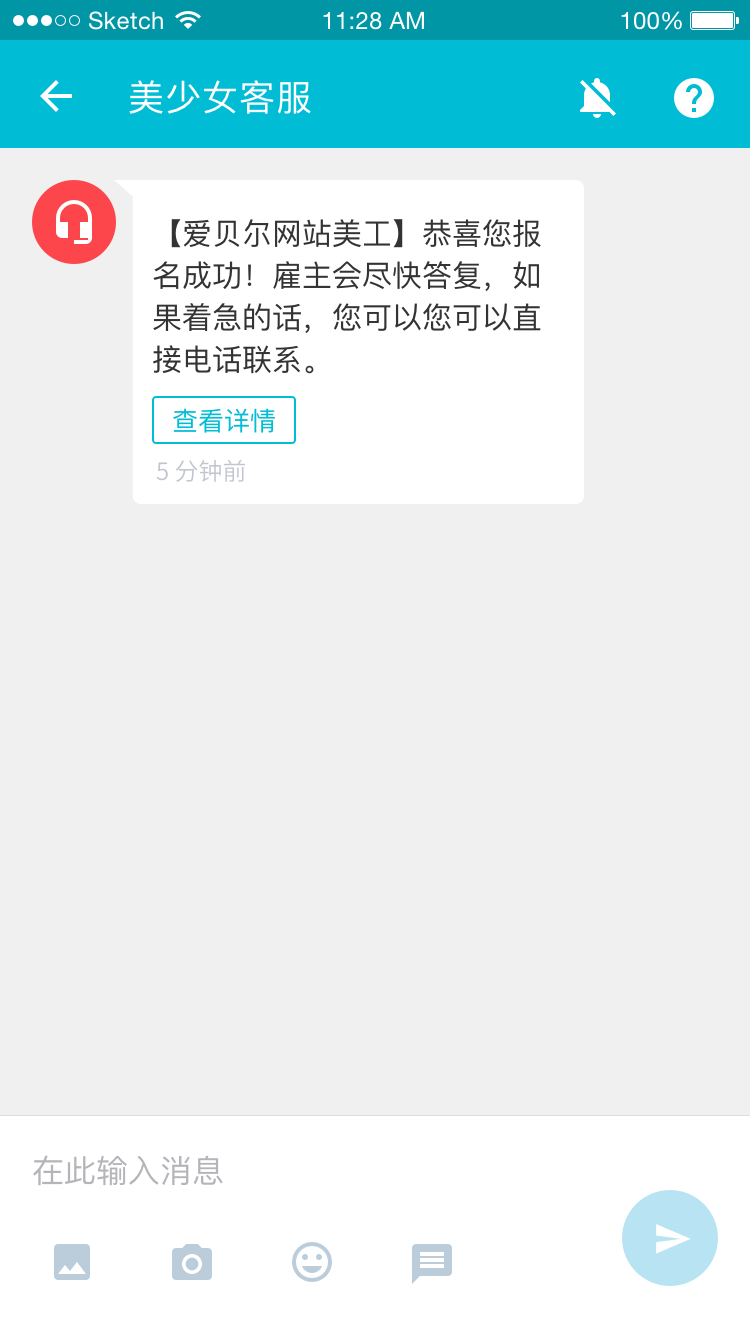 Sketch 11:28 AM 100%
美少女客服
【爱贝尔网站美工】恭喜您报
名成功！雇主会尽快答复，如
果着急的话，您可以您可以直
接电话联系。
查看详情
5 分钟前
在此输入消息